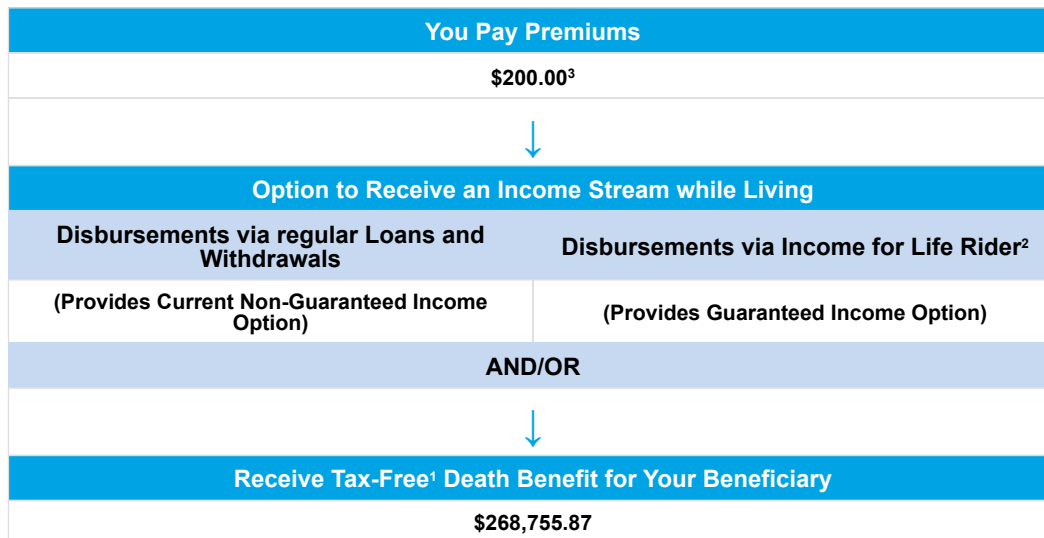 You Pay Premiums
$200.00³
Option to Receive an Income Stream while Living
Disbursements via regular Loans and
Withdrawals
Disbursements via Income for Life Rider²
(Provides Current Non-Guaranteed Income
Option)
(Provides Guaranteed Income Option)
AND/OR
Receive Tax-Free¹ Death Benefit for Your Beneficiary
$268,755.87